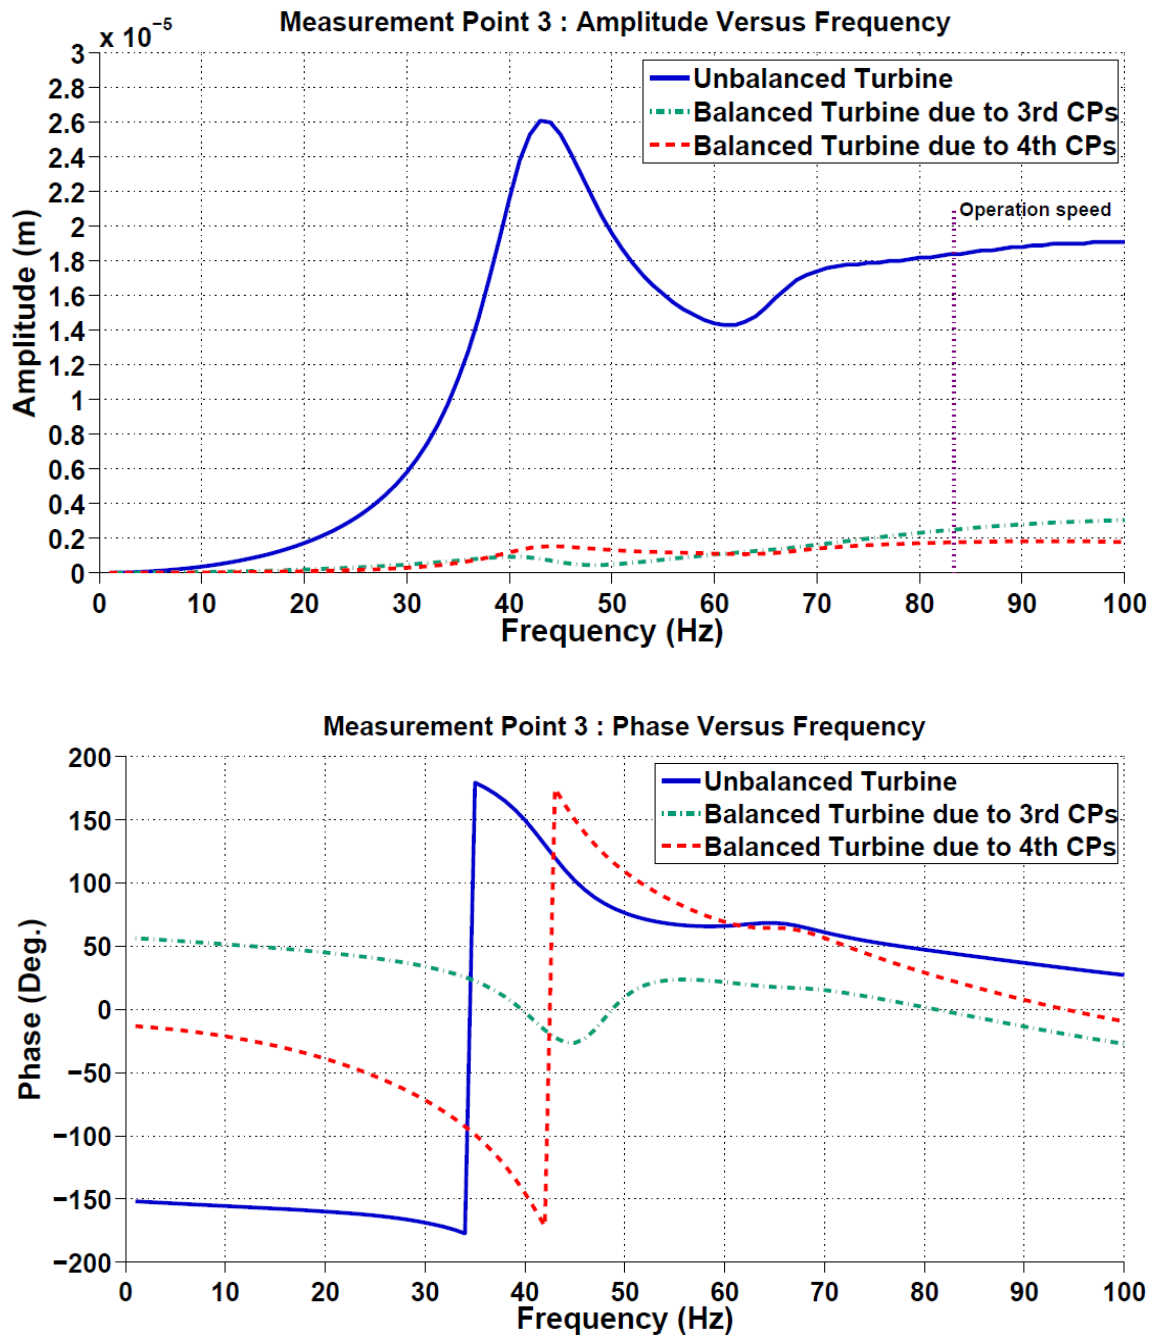 Measurement Point 3 : Amplitude Versus Frequency
x 10⁻⁵
3
2.8
2.6
2.4
2.2
2
1.8
1.6
1.4
1.2
1
0.8
0.6
0.4
0.2
0
Amplitude (m)
Unbalanced Turbine
Balanced Turbine due to 3rd CPs
Balanced Turbine due to 4th CPs
Operation speed
0 10 20 30 40 50 60 70 80 90 100
Frequency (Hz)
Measurement Point 3 : Phase Versus Frequency
200
150
100
50
0
−50
−100
−150
−200
Phase (Deg.)
Unbalanced Turbine
Balanced Turbine due to 3rd CPs
Balanced Turbine due to 4th CPs
0 10 20 30 40 50 60 70 80 90 100
Frequency (Hz)